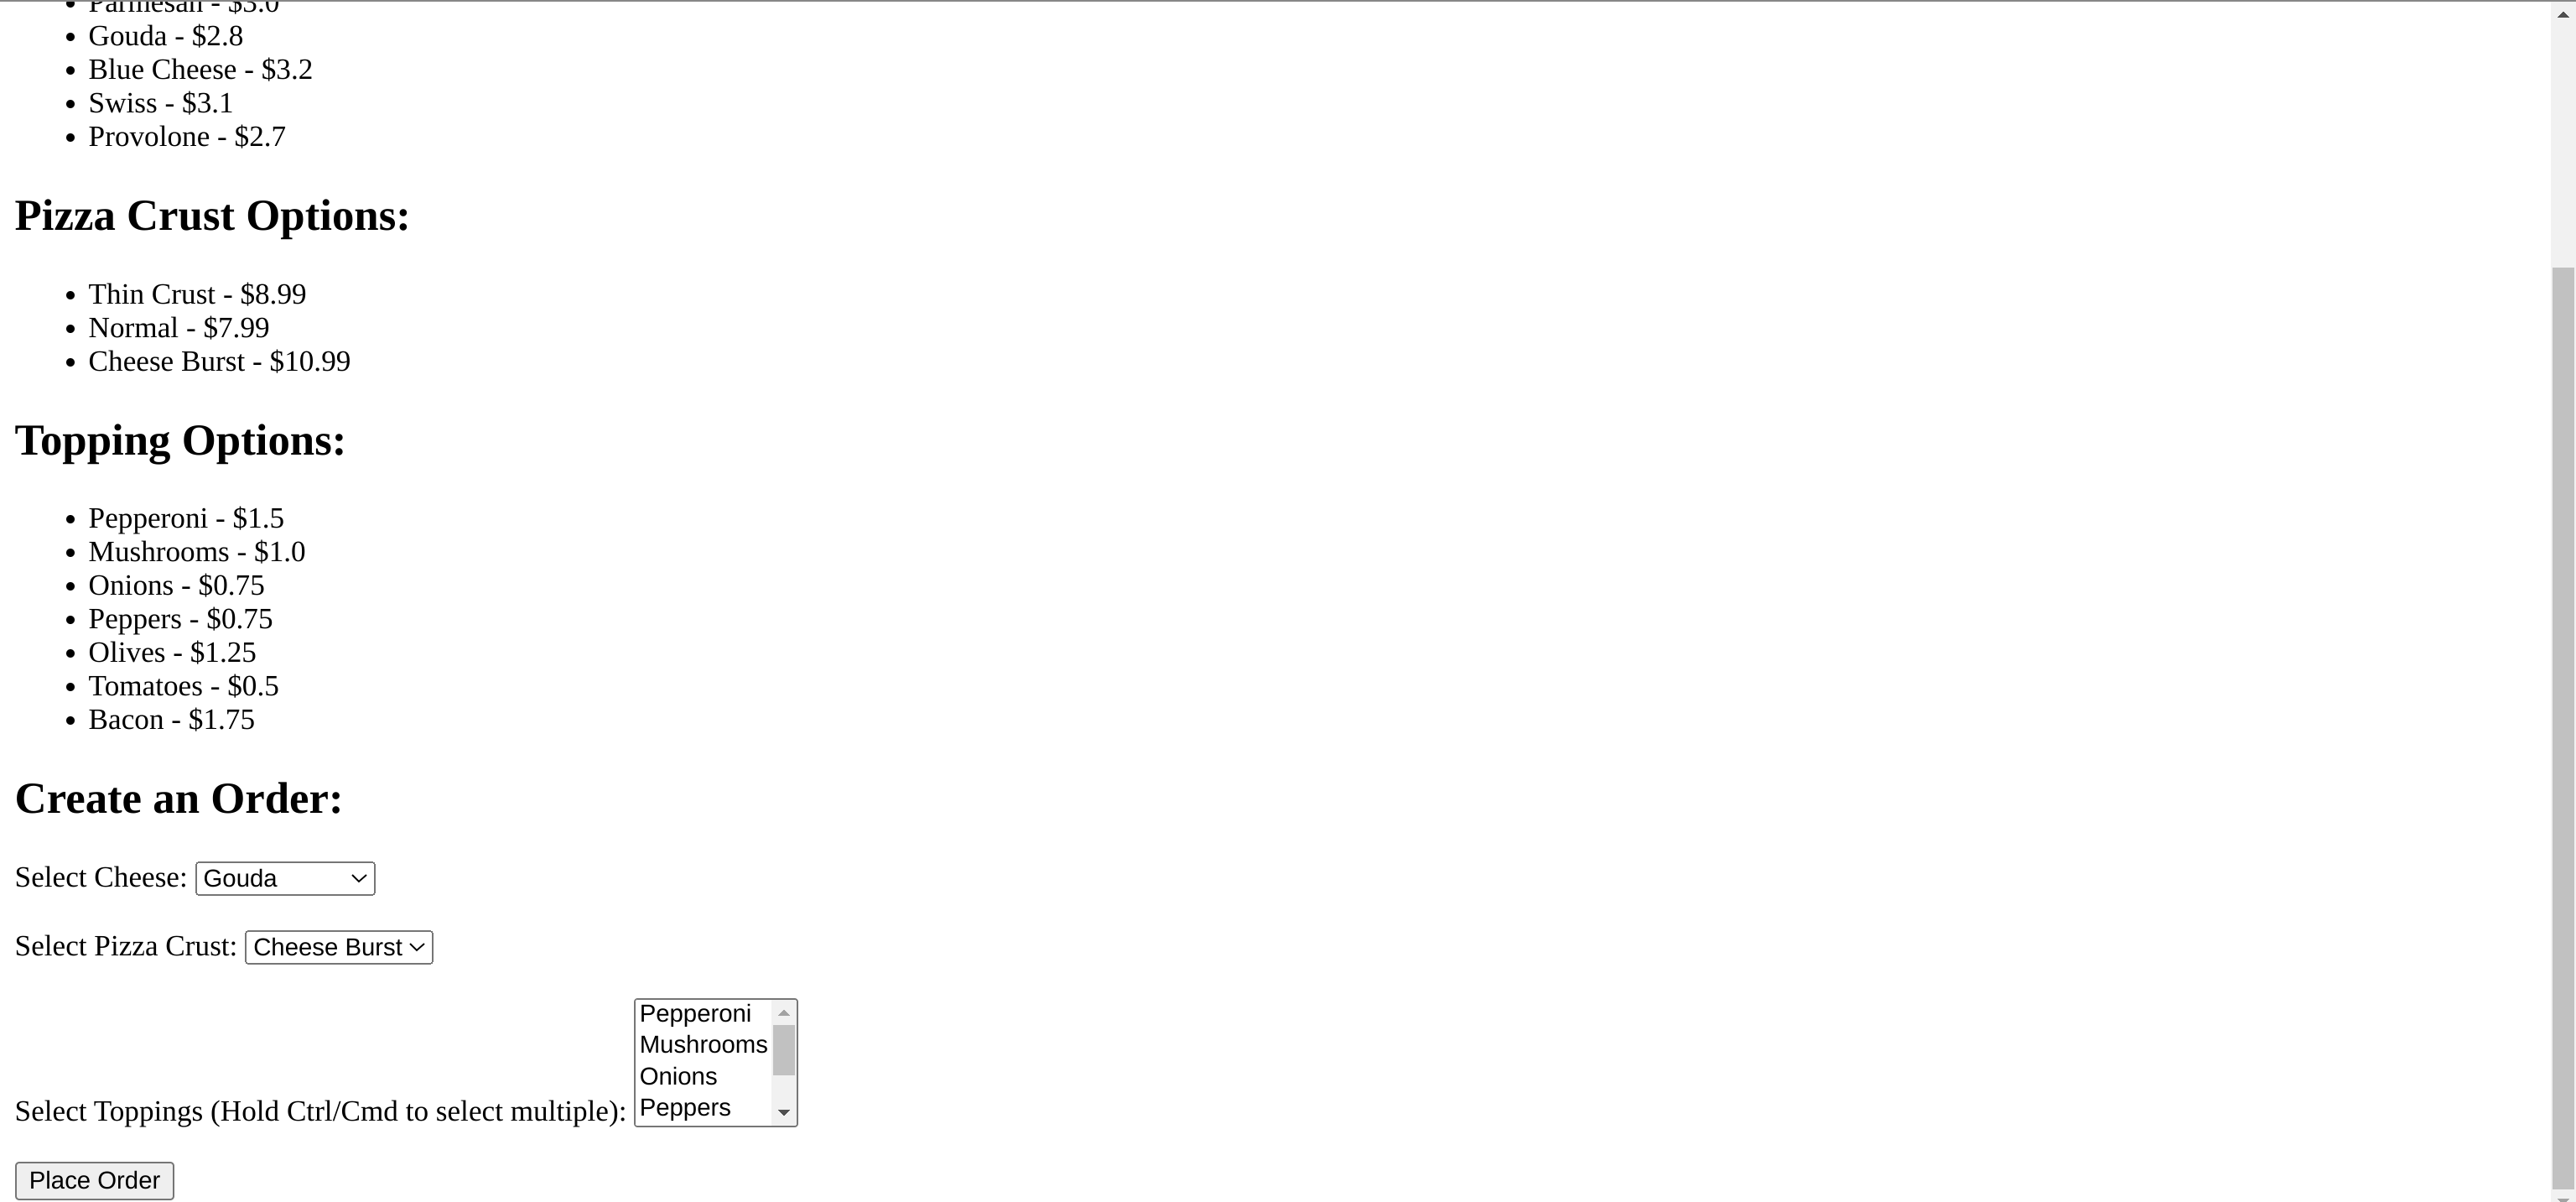 Parmesan - $3.0
Gouda - $2.8
Blue Cheese - $3.2
Swiss - $3.1
Provolone - $2.7
Pizza Crust Options:
Thin Crust - $8.99
Normal - $7.99
Cheese Burst - $10.99
Topping Options:
Pepperoni - $1.5
Mushrooms - $1.0
Onions - $0.75
Peppers - $0.75
Olives - $1.25
Tomatoes - $0.5
Bacon - $1.75
Create an Order:
Select Cheese: Gouda
Select Pizza Crust: Cheese Burst
Pepperoni
Mushrooms
Onions
Peppers
Select Toppings (Hold Ctrl/Cmd to select multiple):
Place Order